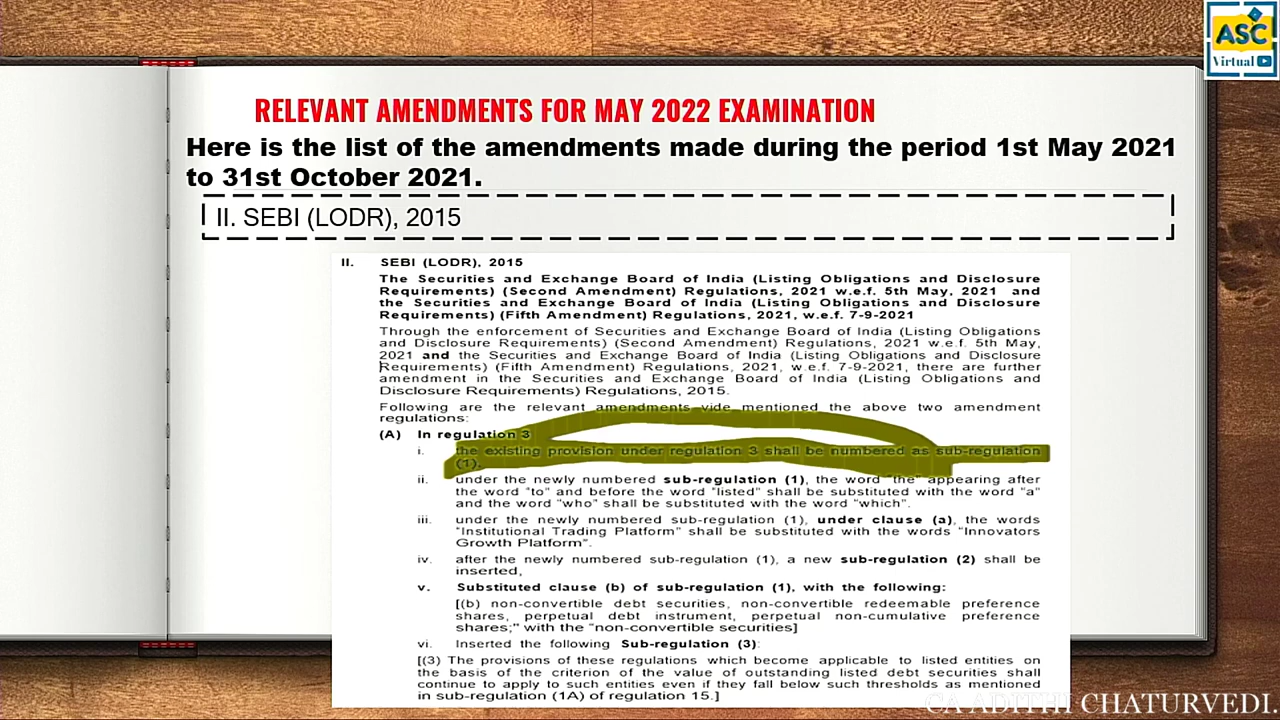 ASC
Virtual
RELEVANT AMENDMENTS FOR MAY 2022 EXAMINATION
Here is the list of the amendments made during the period 1st May 2021
to 31st October 2021.
II. SEBI (LODR), 2015
II. SEBI (LODR), 2015
The Securities and Exchange Board of India (Listing Obligations and Disclosure
Requirements) (Second Amendment) Regulations, 2021 w.e.f. 5th May, 2021 and
the Securities and Exchange Board of India (Listing Obligations and Disclosure
Requirements) (Fifth Amendment) Regulations, 2021, w.e.f. 7-9-2021
Through the enforcement of Securities and Exchange Board of India (Listing Obligations
and Disclosure Requirements) (Second Amendment) Regulations, 2021 w.e.f. 5th May,
2021 and the Securities and Exchange Board of India (Listing Obligations and Disclosure
Requirements) (Fifth Amendment) Regulations, 2021, w.e.f. 7-9-2021, there are further
amendment in the Securities and Exchange Board of India (Listing Obligations and
Disclosure Requirements) Regulations, 2015.
Following are the relevant amendments vide mentioned the above two amendment
regulations:
(A) In regulation 3
i. the existing provision under regulation 3 shall be numbered as sub-regulation
(1),
ii. under the newly numbered sub-regulation (1), the word "the" appearing after
the word "to" and before the word "listed" shall be substituted with the word "a"
and the word "who" shall be substituted with the word "which".
iii. under the newly numbered sub-regulation (1), under clause (a), the words
"Institutional Trading Platform" shall be substituted with the words "Innovators
Growth Platform".
iv. after the newly numbered sub-regulation (1), a new sub-regulation (2) shall be
inserted,
v. Substituted clause (b) of sub-regulation (1), with the following:
[(b) non-convertible debt securities, non-convertible redeemable preference
shares, perpetual debt instrument, perpetual non-cumulative preference
shares;" with the "non-convertible securities]
vi. Inserted the following Sub-regulation (3):
[(3) The provisions of these regulations which become applicable to listed entities on
the basis of the criterion of the value of outstanding listed debt securities shall
continue to apply to such entities even if they fall below such thresholds as mentioned
in sub-regulation (1A) of regulation 15.]
CA ADITHI CHATURVEDI.